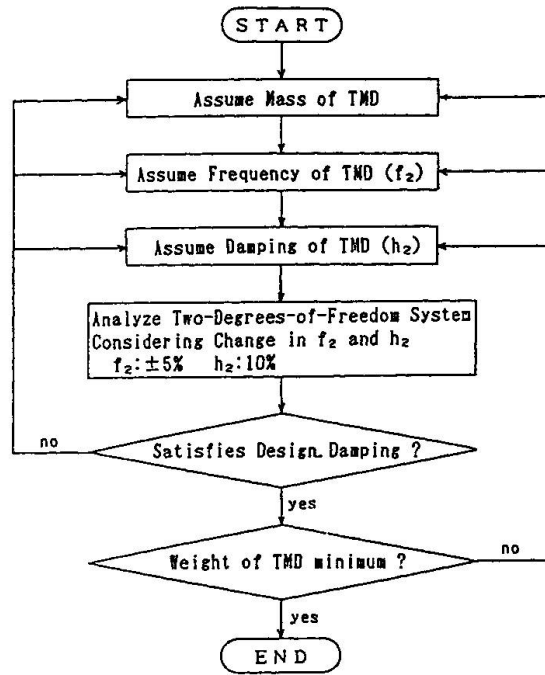 START
Assume Mass of TMD
Assume Frequency of TMD (f₂)
Assume Damping of TMD (h₂)
Analyze Two-Degrees-of-Freedom System
Considering Change in f₂ and h₂
f₂:±5% h₂:10%
no
Satisfies Design Damping ?
yes
Weight of TMD minimum ?
no
yes
END